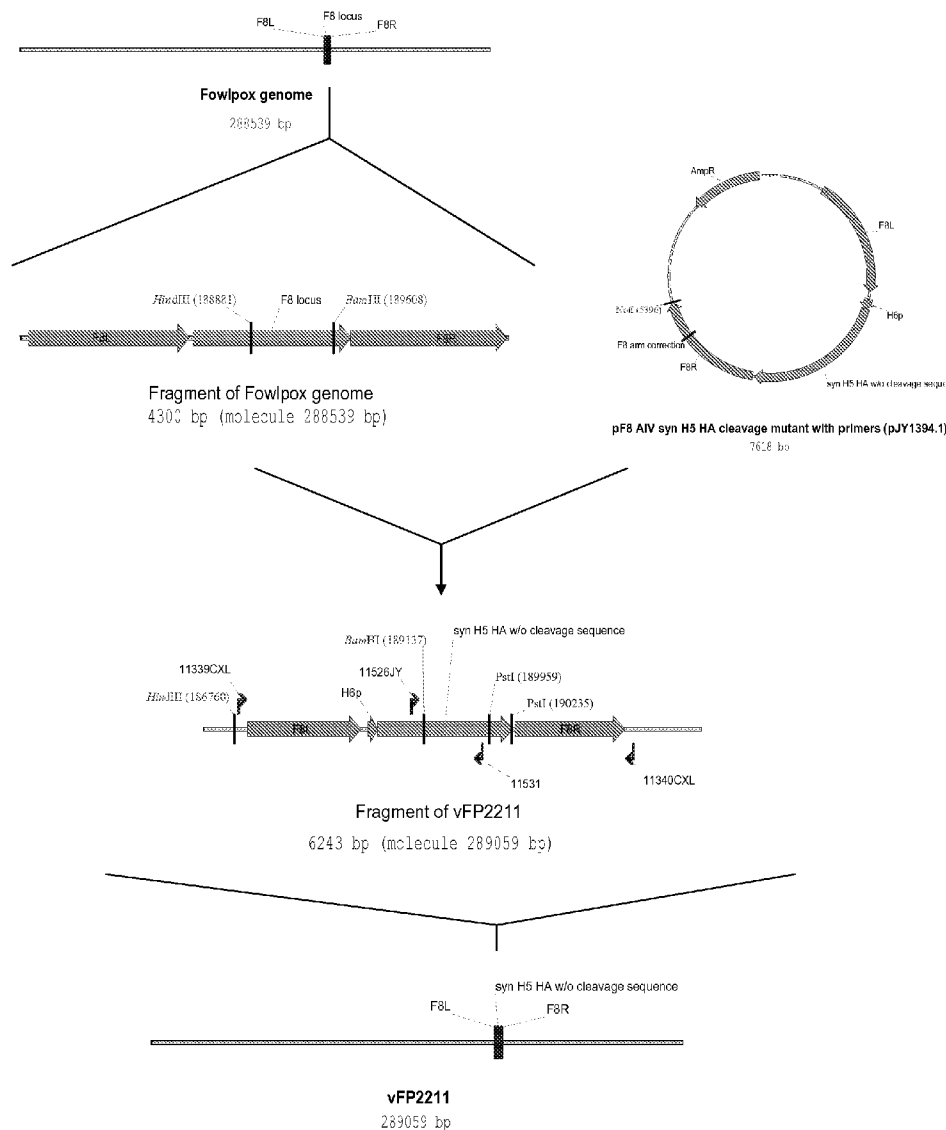 F8 locus
F8L
F8R
Fowlpox genome
288539 bp
AmpR
F8L
HindIII (188881)
F8 locus
BamHI (189608)
F8L
F8R
NotI (5396)
H6p
F8 arm correction
F8R
syn H5 HA w/o cleavage seque
Fragment of Fowlpox genome
4300 bp (molecule 288539 bp)
pF8 AIV syn H5 HA cleavage mutant with primers (pJY1394.1)
7618 bp
syn H5 HA w/o cleavage sequence
BamHI (189137)
11339CXL
11526JY
PstI (189959)
HindIII (186760)
H6p
PstI (190235)
F8L
F8R
11531
11340CXL
Fragment of vFP2211
6243 bp (molecule 289059 bp)
syn H5 HA w/o cleavage sequence
F8L
F8R
vFP2211
289059 bp